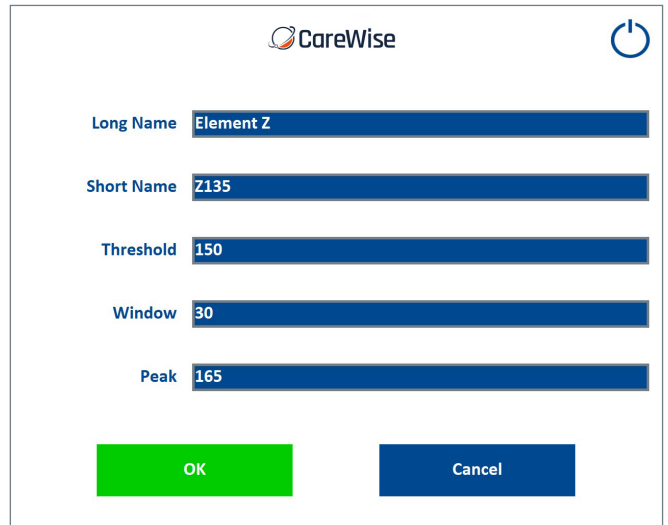 CareWise
Long Name Element Z
Short Name Z135
Threshold 150
Window 30
Peak 165
OK Cancel